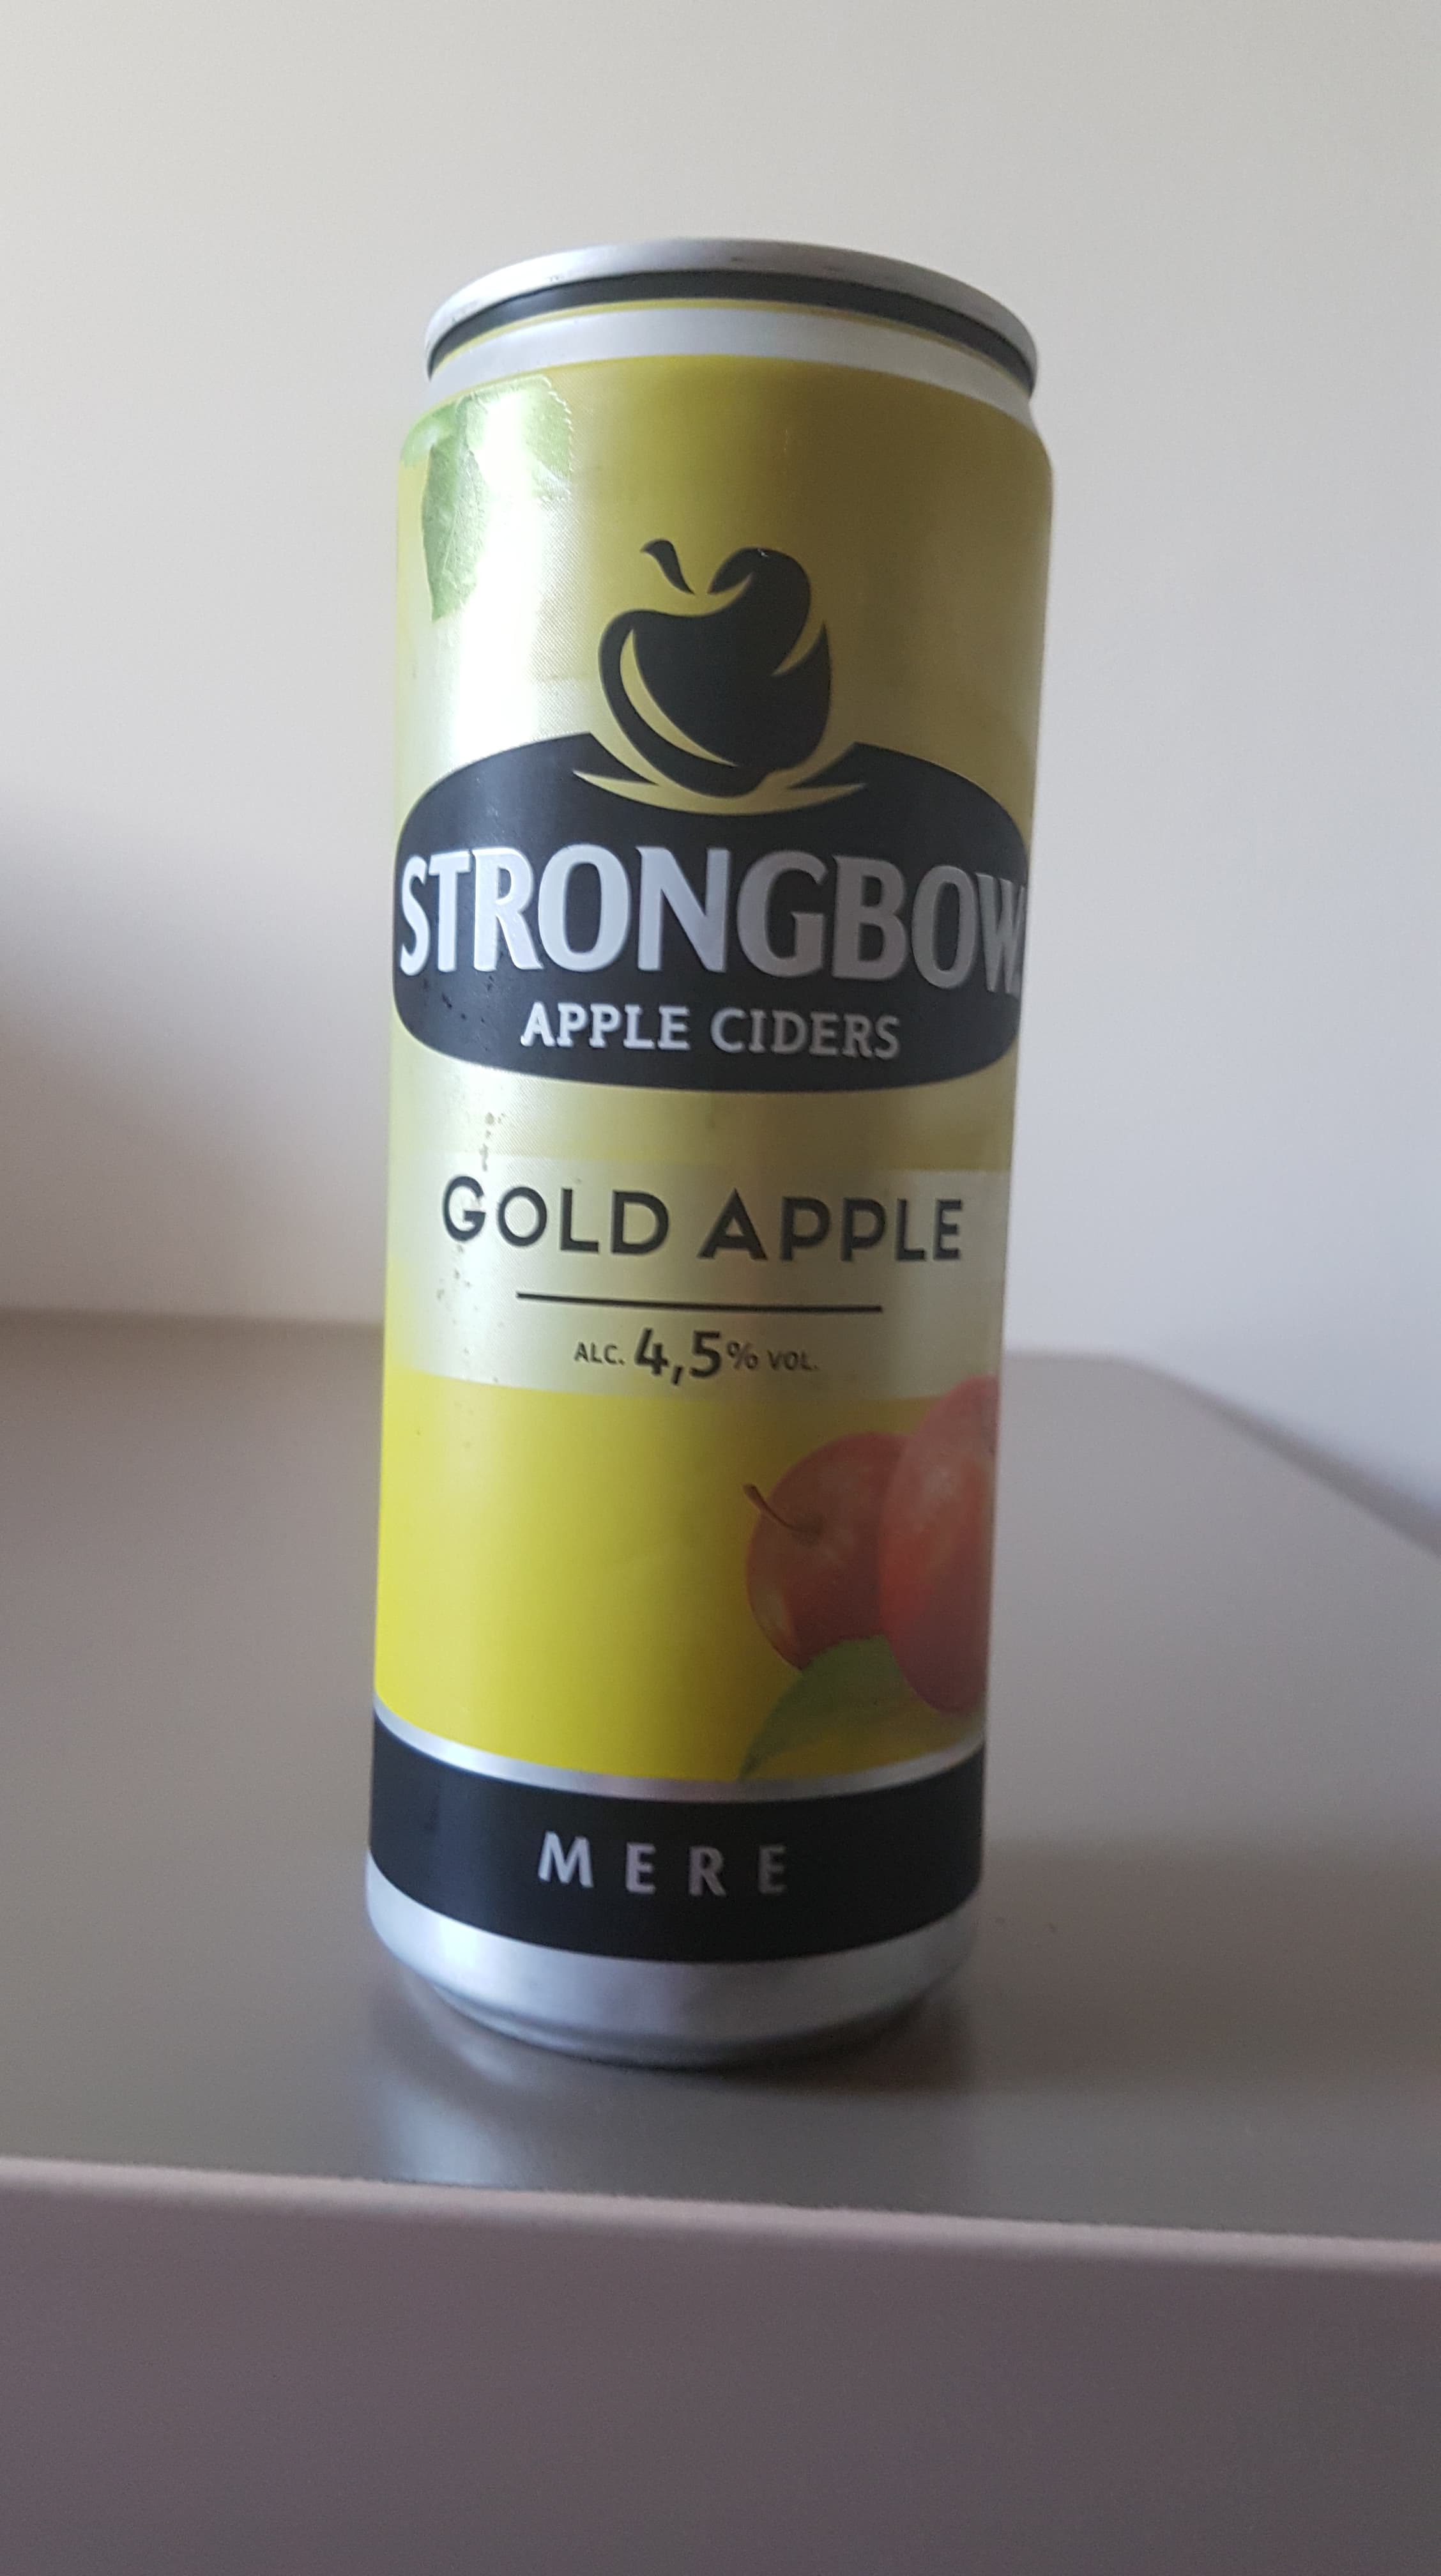 STRONGBOW.
APPLE CIDERS
GOLD APPLE
ALC. 4,5% VOL.
MERE